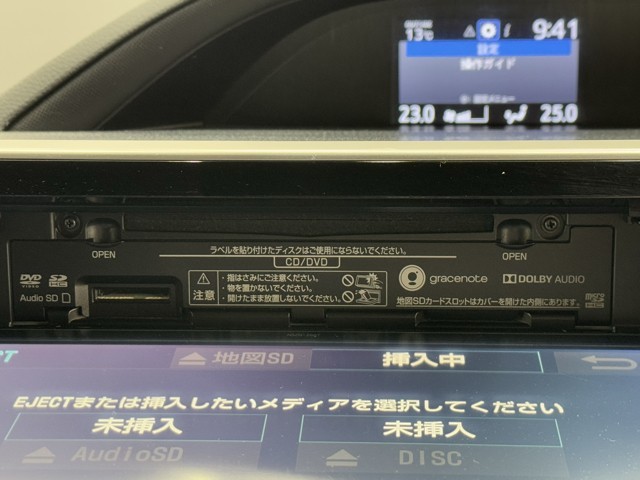 13℃ 9:41
設定
操作ガイド
23.0 25.0
OPEN OPEN
ラベルを貼り付けたディスクはご使用にならないでください。
CD/DVD
DVD VIDEO SD HC
Audio SD
注意
・指はさみにご注意ください。
・物を置かないでください。
・開けたまま放置しないでください。
gracenote
DOLBY AUDIO
地図SDカードスロットはカバーを開けた内側にあります。
地図SD 挿入中
EJECTまたは挿入したいメディアを選択してください
未挿入 未挿入
AudioSD DISC